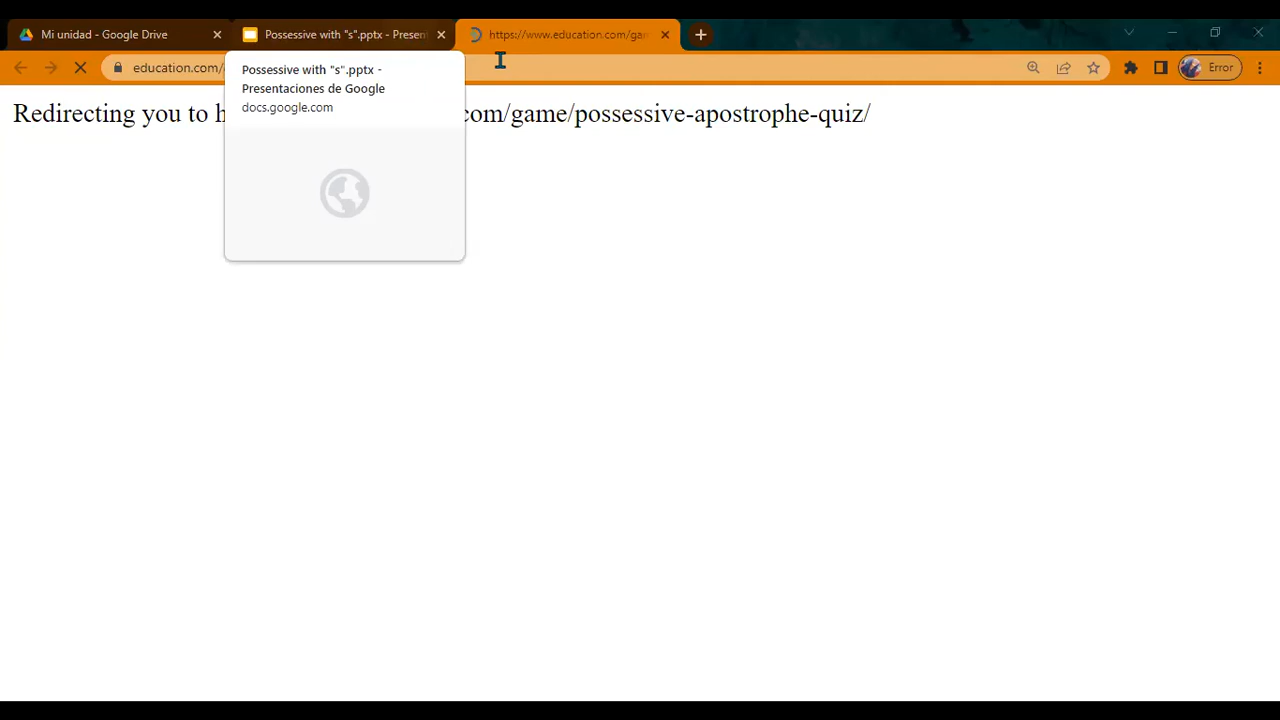 Mi unidad - Google Drive
Possessive with "s".pptx - Presen
https://www.education.com/gam
education.com/
Error
Possessive with "s".pptx -
Presentaciones de Google
docs.google.com
Redirecting you to h
com/game/possessive-apostrophe-quiz/